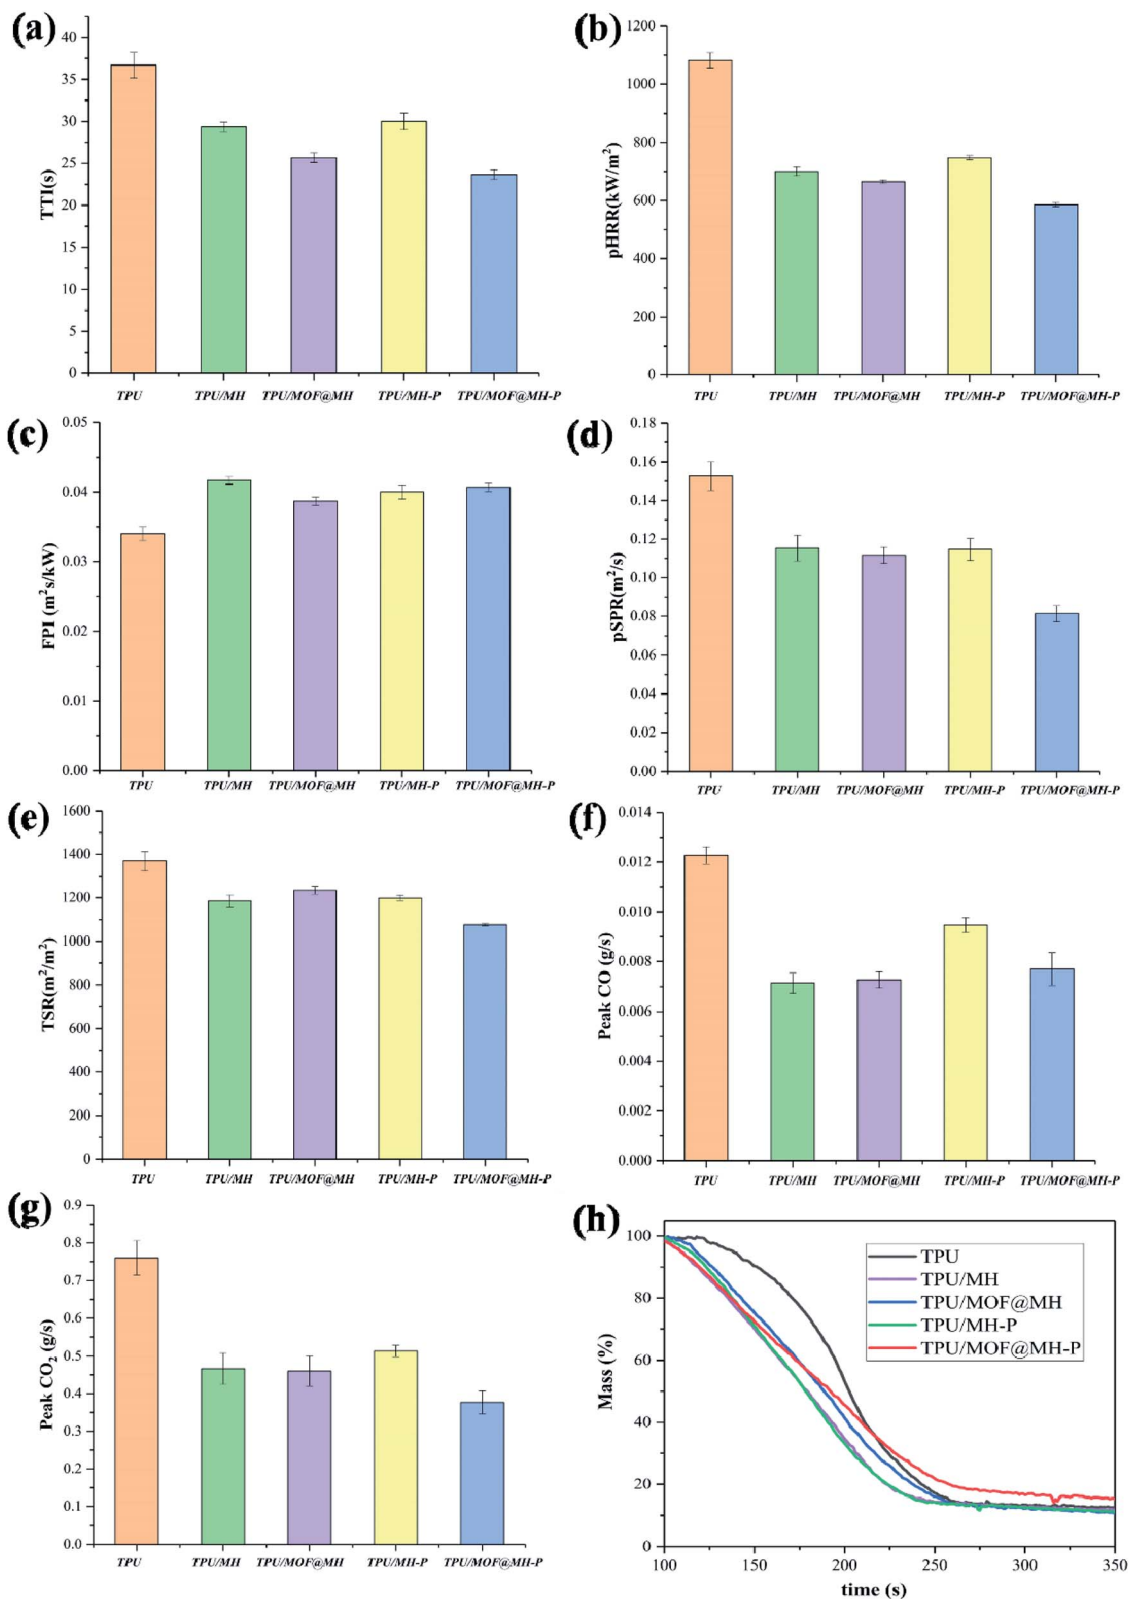 (a)
40
35
30
25
20
15
10
5
0
TTI(s)
TPU TPU/MH TPU/MOF@MH TPU/MH-P TPU/MOF@MH-P
(b)
1200
1000
800
600
400
200
0
pHRR(kW/m²)
TPU TPU/MH TPU/MOF@MH TPU/MH-P TPU/MOF@MH-P
(c)
0.05
0.04
0.03
0.02
0.01
0.00
FPI (m²s/kW)
TPU TPU/MH TPU/MOF@MH TPU/MH-P TPU/MOF@MH-P
(d)
0.18
0.16
0.14
0.12
0.10
0.08
0.06
0.04
0.02
0.00
pSPR(m²/s)
TPU TPU/MH TPU/MOF@MH TPU/MH-P TPU/MOF@MH-P
(e)
1600
1400
1200
1000
800
600
400
200
0
TSR(m²/m²)
TPU TPU/MH TPU/MOF@MH TPU/MH-P TPU/MOF@MH-P
(f)
0.014
0.012
0.010
0.008
0.006
0.004
0.002
0.000
Peak CO (g/s)
TPU TPU/MH TPU/MOF@MH TPU/MH-P TPU/MOF@MH-P
(g)
0.9
0.8
0.7
0.6
0.5
0.4
0.3
0.2
0.1
0.0
Peak CO₂ (g/s)
TPU TPU/MH TPU/MOF@MH TPU/MH-P TPU/MOF@MH-P
(h)
100
80
60
40
20
0
Mass (%)
TPU
TPU/MH
TPU/MOF@MH
TPU/MH-P
TPU/MOF@MH-P
100 150 200 250 300 350
time (s)